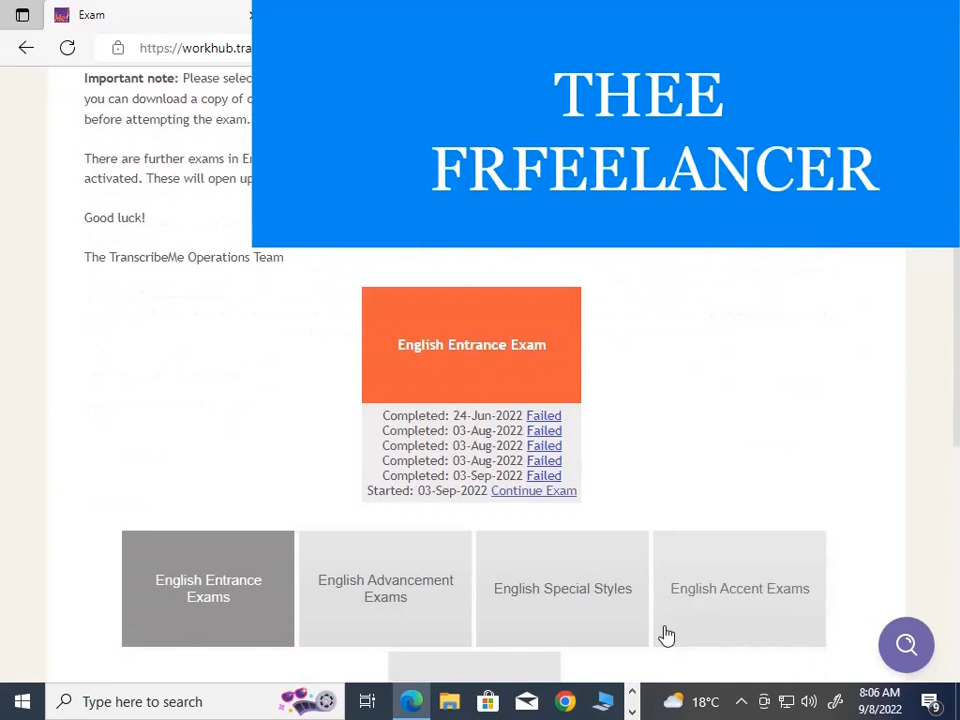 Exam
https://workhub.tra
THEE
FRFEELANCER
Important note: Please selec
you can download a copy of o
before attempting the exam.
There are further exams in En
activated. These will open up
Good luck!
The TranscribeMe Operations Team
English Entrance Exam
Completed: 24-Jun-2022 Failed
Completed: 03-Aug-2022 Failed
Completed: 03-Aug-2022 Failed
Completed: 03-Aug-2022 Failed
Completed: 03-Sep-2022 Failed
Started: 03-Sep-2022 Continue Exam
English Entrance
Exams
English Advancement
Exams
English Special Styles
English Accent Exams
Type here to search
18°C
8:06 AM
9/8/2022
9